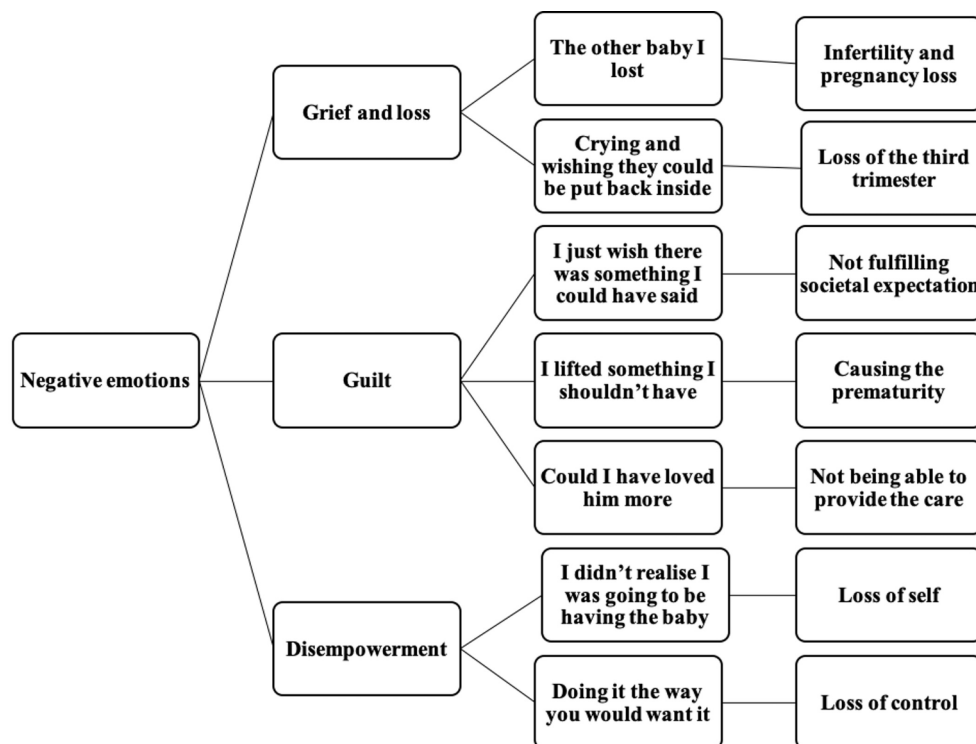 The other baby I
lost
Infertility and
pregnancy loss
Grief and loss
Crying and
wishing they could
be put back inside
Loss of the third
trimester
I just wish there
was something I
could have said
Not fulfilling
societal expectation
Negative emotions
Guilt
I lifted something I
shouldn’t have
Causing the
prematurity
Could I have loved
him more
Not being able to
provide the care
I didn’t realise I
was going to be
having the baby
Loss of self
Disempowerment
Doing it the way
you would want it
Loss of control